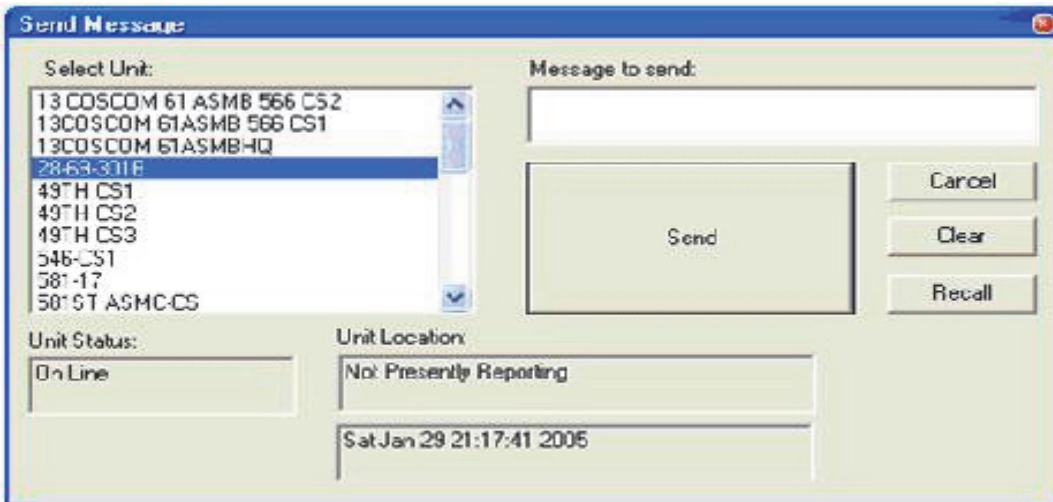 Send Message
Select Unit:
13 COSCOM 61 ASMB 566 CS2
13COSCOM 61ASMB 566 CS1
13COSCOM 61ASMBHQ
28-69-301B
49TH CS1
49TH CS2
49TH CS3
546-CS1
581-17
581ST ASMC-CS
Message to send:
Send
Cancel
Clear
Recall
Unit Status:
On Line
Unit Location:
Not Presently Reporting
Sat Jan 29 21:17:41 2005